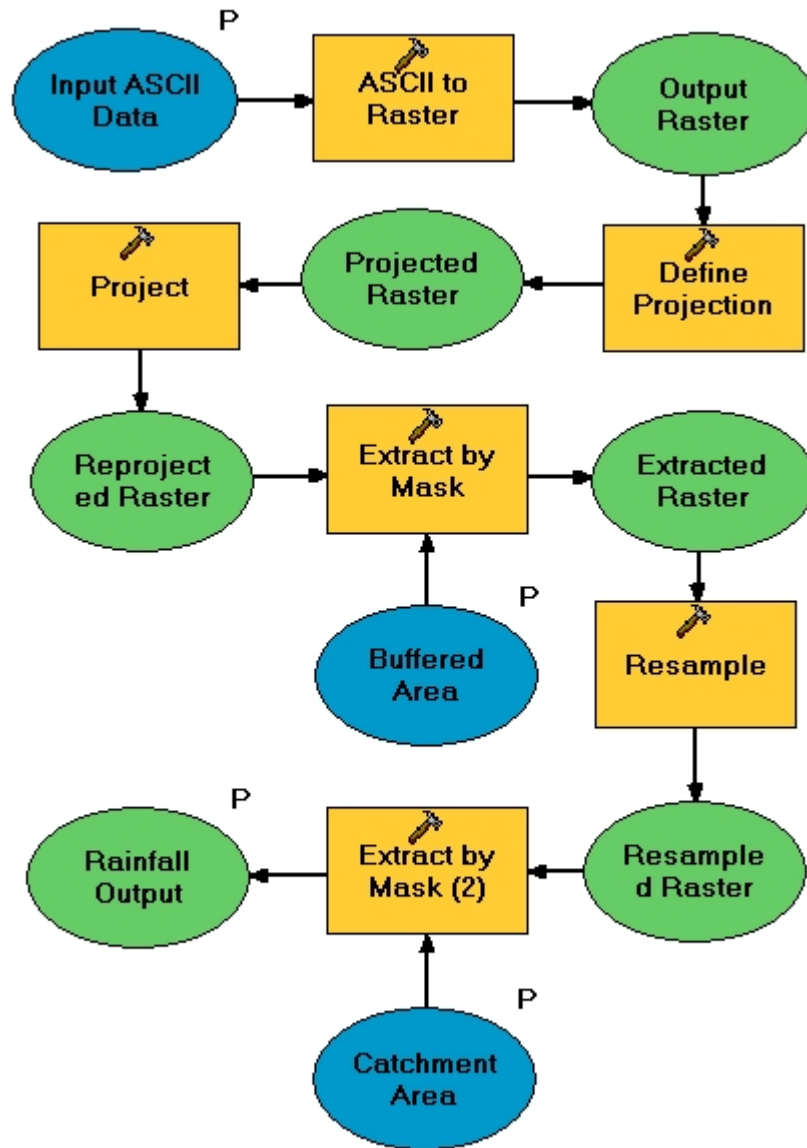 P
Input ASCII
Data
ASCII to
Raster
Output
Raster
Project
Projected
Raster
Define
Projection
Reproject
ed Raster
Extract by
Mask
Extracted
Raster
P
Buffered
Area
Resample
P
Rainfall
Output
Extract by
Mask (2)
Resample
d Raster
P
Catchment
Area